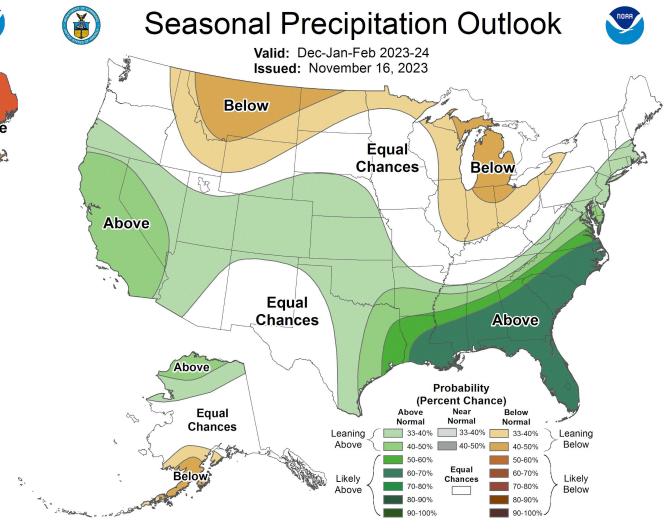 Seasonal Precipitation Outlook
NOAA
Valid: Dec-Jan-Feb 2023-24
Issued: November 16, 2023
e
Below
Equal
Chances
Below
Above
Equal
Chances
Above
Above
Equal
Chances
Below
Probability
(Percent Chance)
Above
Normal
Near
Normal
Below
Normal
Leaning
Above
33-40%
40-50%
33-40%
40-50%
33-40%
40-50%
Leaning
Below
Likely
Above
50-60%
60-70%
70-80%
80-90%
90-100%
Equal
Chances
50-60%
60-70%
70-80%
80-90%
90-100%
Likely
Below